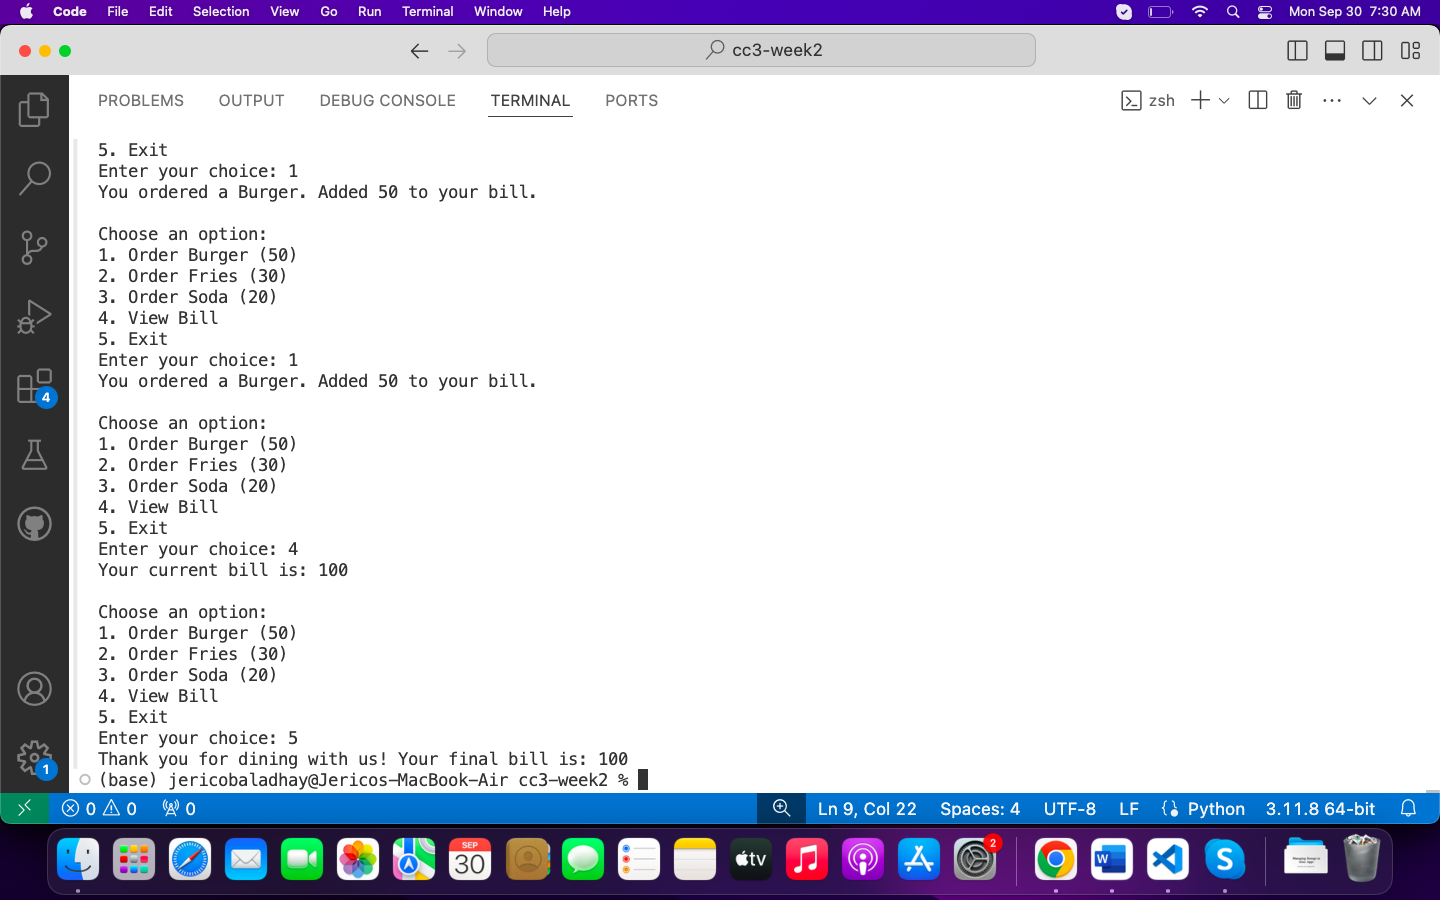 Code File Edit Selection View Go Run Terminal Window Help Mon Sep 30 7:30 AM
cc3-week2
PROBLEMS OUTPUT DEBUG CONSOLE TERMINAL PORTS zsh
5. Exit
Enter your choice: 1
You ordered a Burger. Added 50 to your bill.
Choose an option:
1. Order Burger (50)
2. Order Fries (30)
3. Order Soda (20)
4. View Bill
5. Exit
Enter your choice: 1
You ordered a Burger. Added 50 to your bill.
Choose an option:
1. Order Burger (50)
2. Order Fries (30)
3. Order Soda (20)
4. View Bill
5. Exit
Enter your choice: 4
Your current bill is: 100
Choose an option:
1. Order Burger (50)
2. Order Fries (30)
3. Order Soda (20)
4. View Bill
5. Exit
Enter your choice: 5
Thank you for dining with us! Your final bill is: 100
(base) jericobaladhay@Jericos-MacBook-Air cc3-week2 %
4
1
0 0 0 Ln 9, Col 22 Spaces: 4 UTF-8 LF Python 3.11.8 64-bit
SEP
30
tv
2
W
S